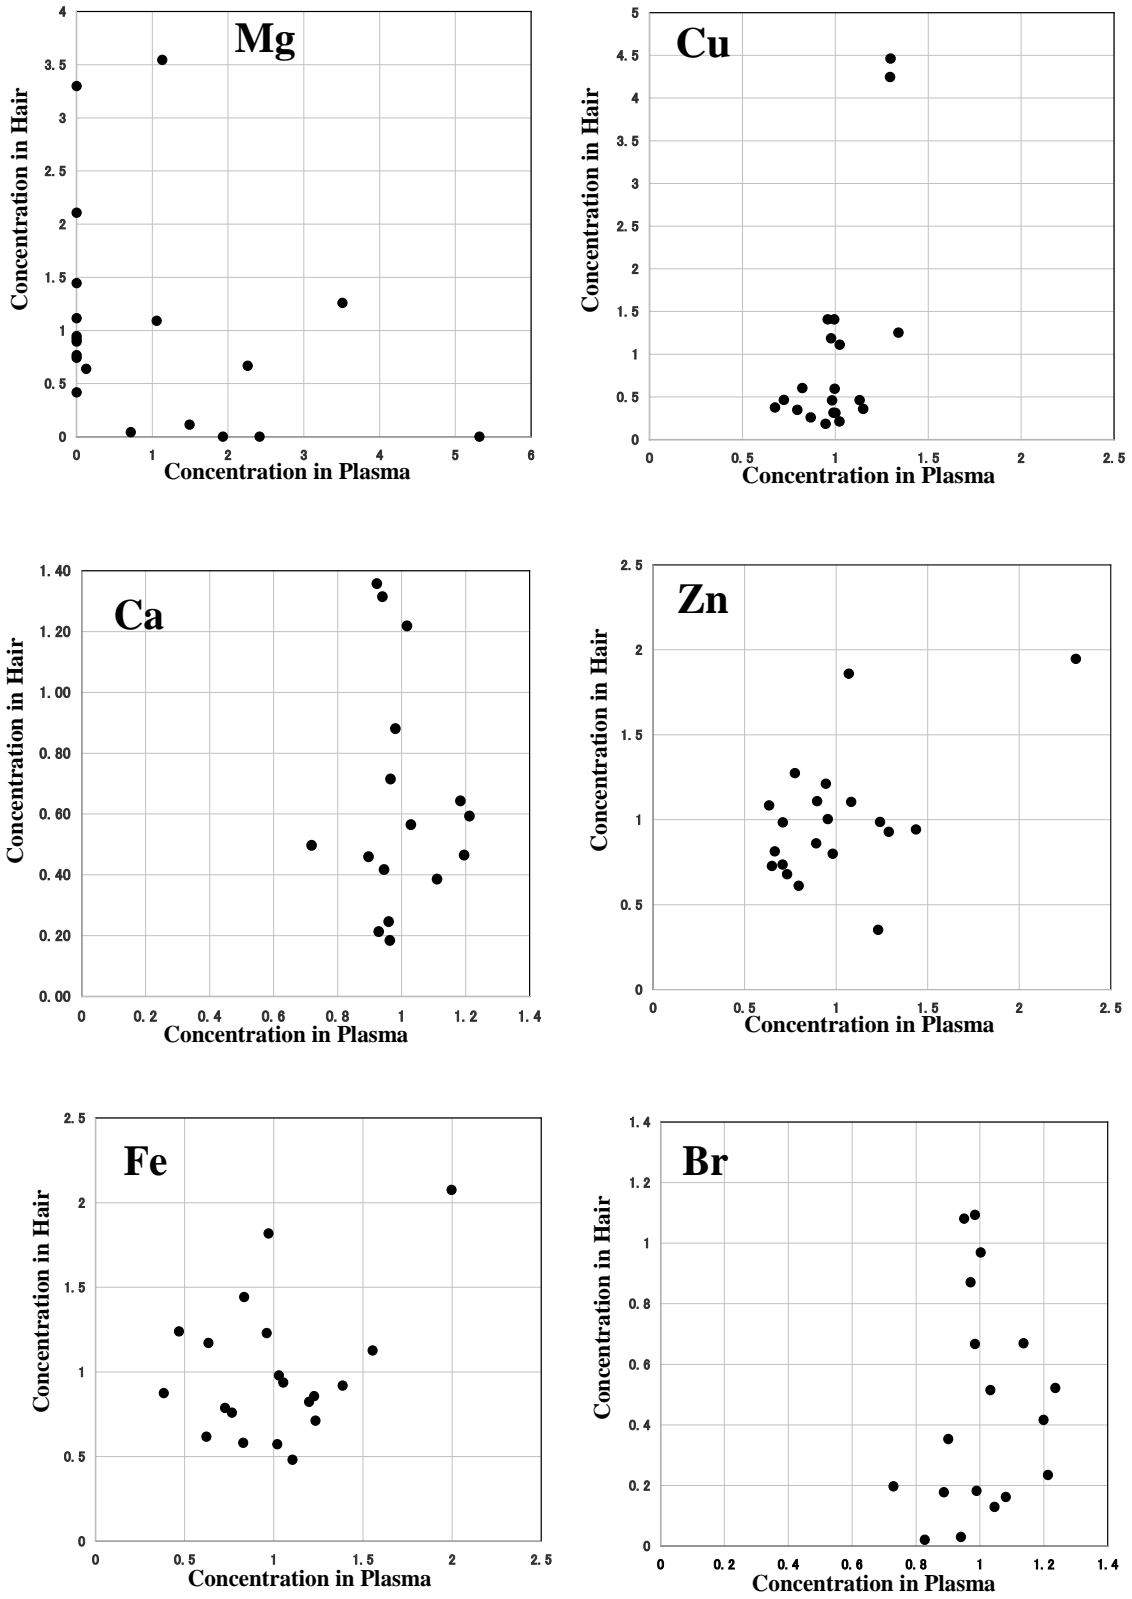 Mg
Concentration in Hair
4
3. 5
3
2. 5
2
1. 5
1
0. 5
0
0 1 2 3 4 5 6
Concentration in Plasma
Cu
Concentration in Hair
5
4. 5
4
3. 5
3
2. 5
2
1. 5
1
0. 5
0
0 0. 5 1 1. 5 2 2. 5
Concentration in Plasma
Ca
Concentration in Hair
1. 40
1. 20
1. 00
0. 80
0. 60
0. 40
0. 20
0. 00
0 0. 2 0. 4 0. 6 0. 8 1 1. 2 1. 4
Concentration in Plasma
Zn
Concentration in Hair
2. 5
2
1. 5
1
0. 5
0
0 0. 5 1 1. 5 2 2. 5
Concentration in Plasma
Fe
Concentration in Hair
2. 5
2
1. 5
1
0. 5
0
0 0. 5 1 1. 5 2 2. 5
Concentration in Plasma
Br
Concentration in Hair
1. 4
1. 2
1
0. 8
0. 6
0. 4
0. 2
0
0 0. 2 0. 4 0. 6 0. 8 1 1. 2 1. 4
Concentration in Plasma